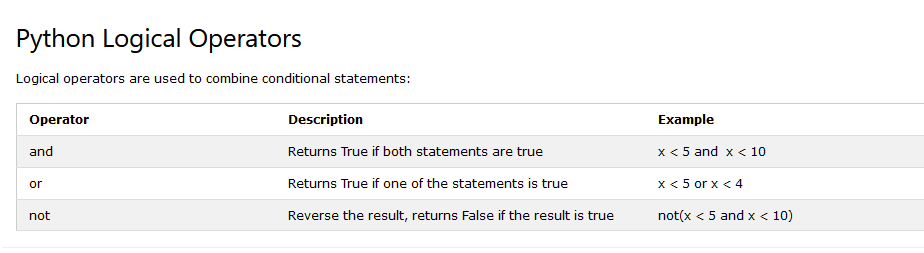 Python Logical Operators
Logical operators are used to combine conditional statements:
Operator Description Example
and Returns True if both statements are true x < 5 and  x < 10
or Returns True if one of the statements is true x < 5 or x < 4
not Reverse the result, returns False if the result is true not(x < 5 and x < 10)